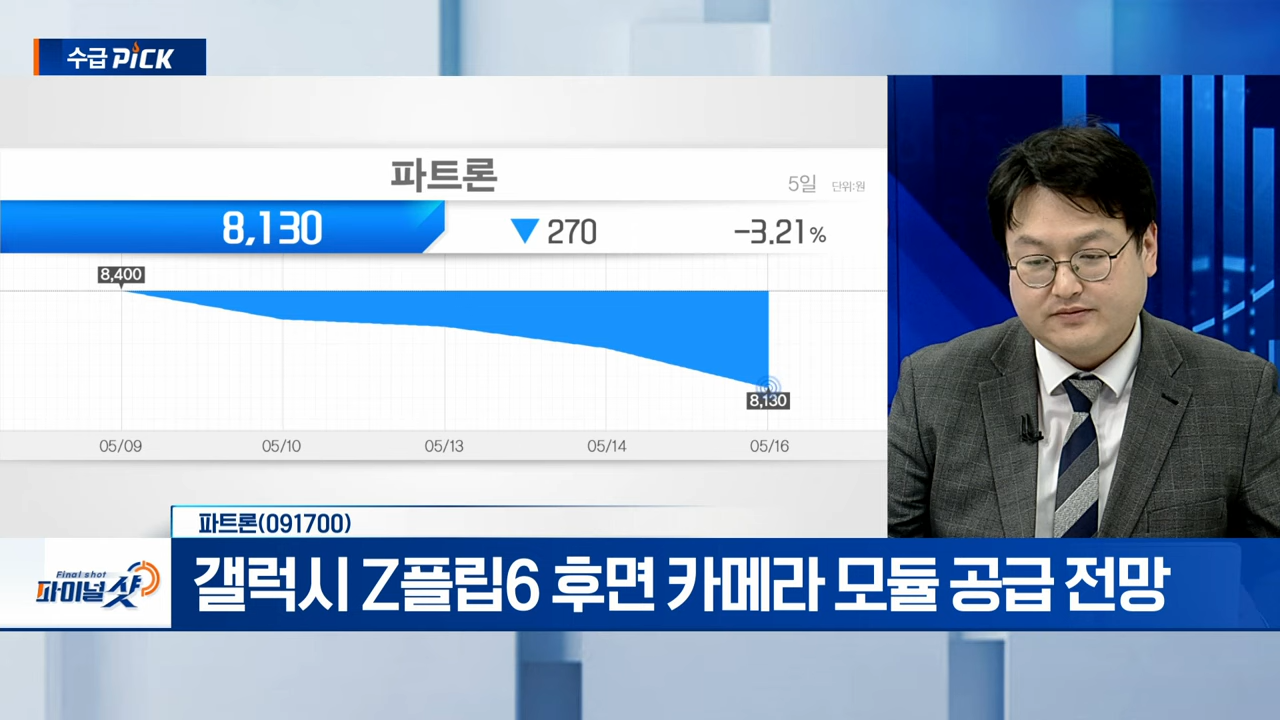 수급 PICK
파트론
5일 단위:원
8,130 ▼ 270 -3.21%
8,400
8,130
05/09 05/10 05/13 05/14 05/16
파트론(091700)
Final shot
파이널샷
갤럭시 Z플립6 후면 카메라 모듈 공급 전망